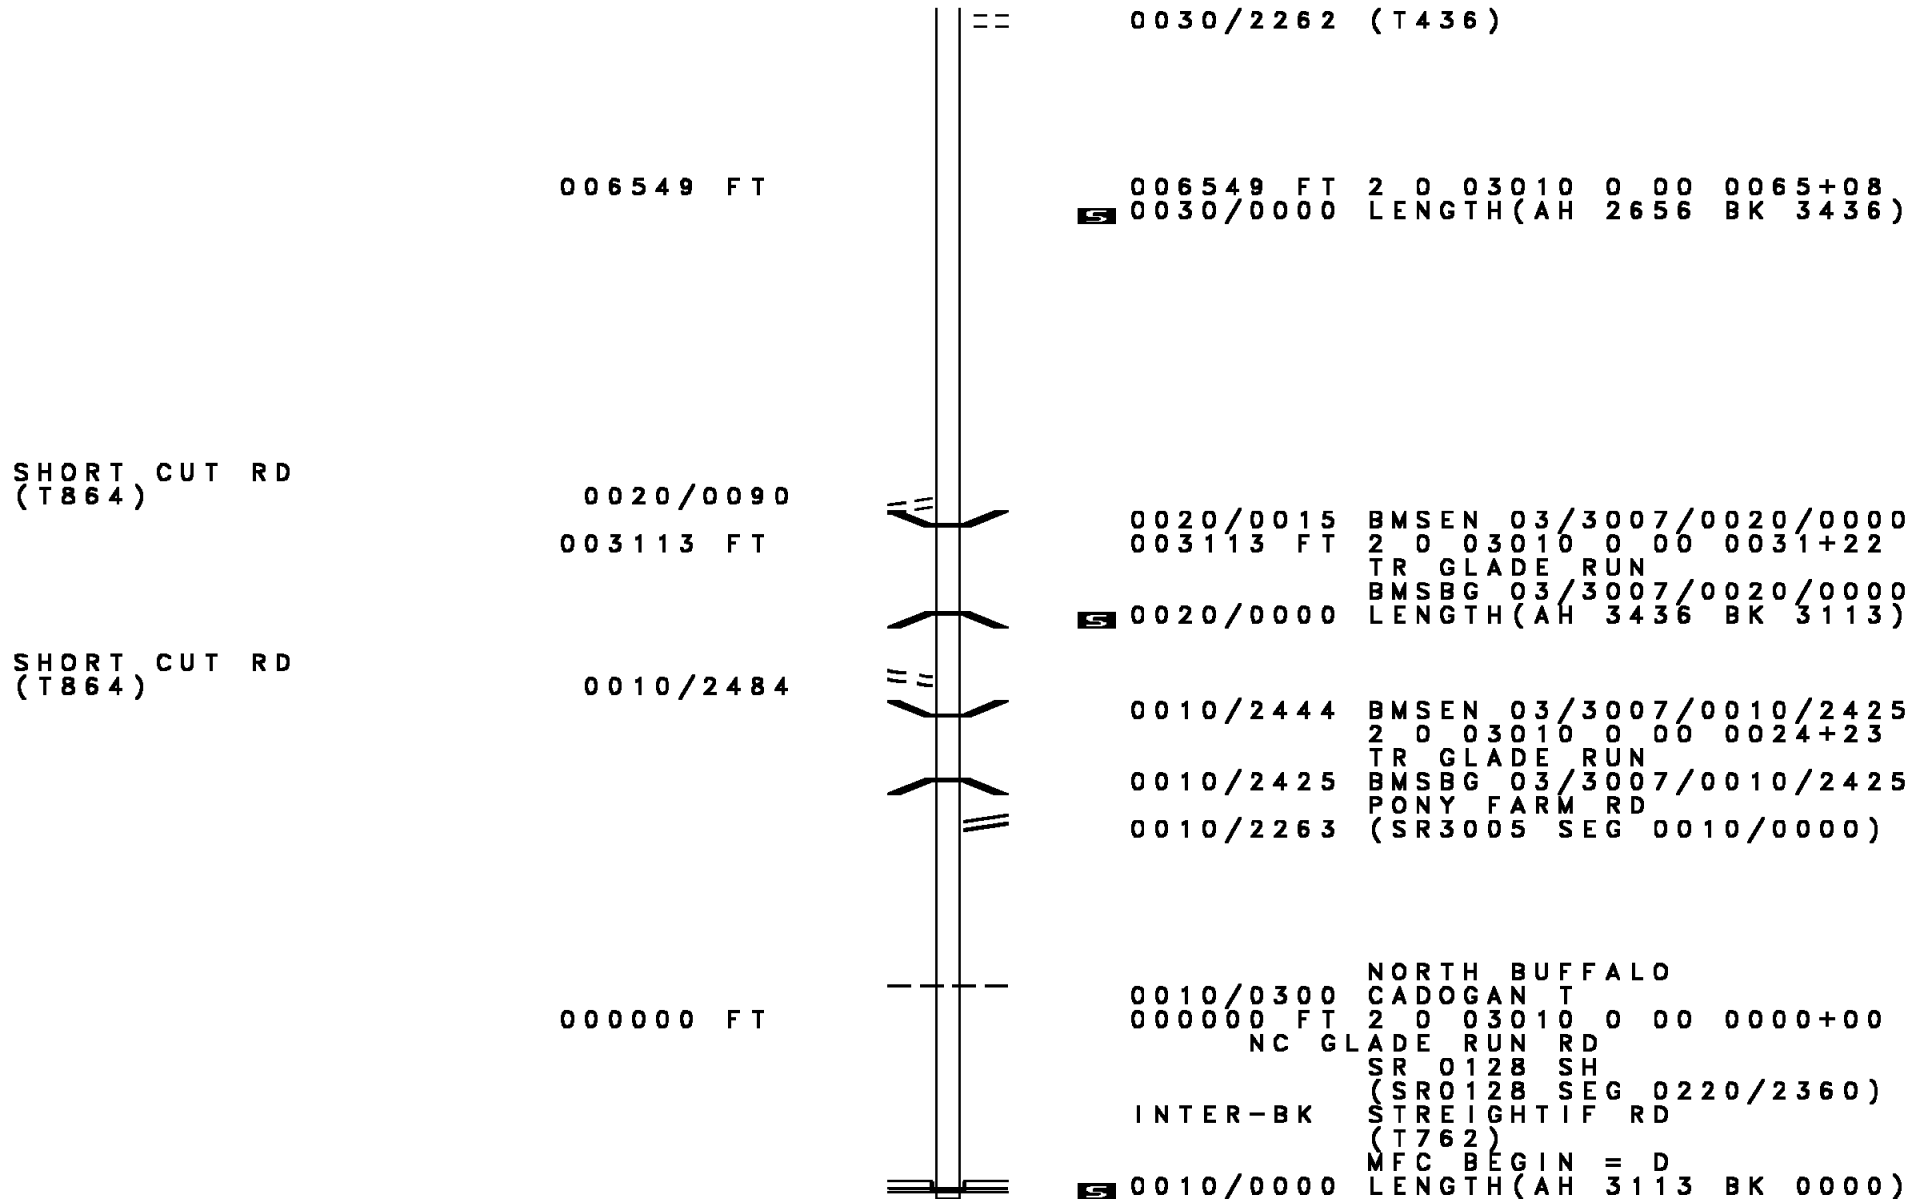 0030/2262 (T436)
006549 FT 006549 FT 2 0 03010 0 00 0065+08
S 0030/0000 LENGTH(AH 2656 BK 3436)
SHORT CUT RD
(T864) 0020/0090
0020/0015 BMSEN 03/3007/0020/0000
003113 FT 003113 FT 2 0 03010 0 00 0031+22
TR GLADE RUN
BMSBG 03/3007/0020/0000
S 0020/0000 LENGTH(AH 3436 BK 3113)
SHORT CUT RD
(T864) 0010/2484
0010/2444 BMSEN 03/3007/0010/2425
2 0 03010 0 00 0024+23
TR GLADE RUN
0010/2425 BMSBG 03/3007/0010/2425
PONY FARM RD
0010/2263 (SR3005 SEG 0010/0000)
NORTH BUFFALO
0010/0300 CADOGAN T
000000 FT 000000 FT 2 0 03010 0 00 0000+00
NC GLADE RUN RD
SR 0128 SH
(SR0128 SEG 0220/2360)
INTER-BK STREIGHTIF RD
(T762)
MFC BEGIN = D
S 0010/0000 LENGTH(AH 3113 BK 0000)